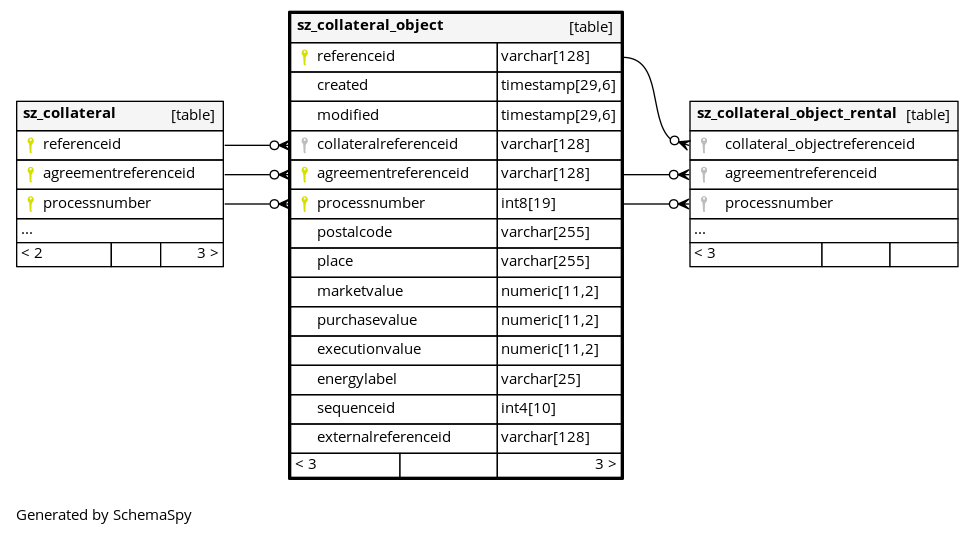 sz_collateral [table]
referenceid
agreementreferenceid
processnumber
...
< 2 3 >
sz_collateral_object [table]
referenceid varchar[128]
created timestamp[29,6]
modified timestamp[29,6]
collateralreferenceid varchar[128]
agreementreferenceid varchar[128]
processnumber int8[19]
postalcode varchar[255]
place varchar[255]
marketvalue numeric[11,2]
purchasevalue numeric[11,2]
executionvalue numeric[11,2]
energylabel varchar[25]
sequenceid int4[10]
externalreferenceid varchar[128]
< 3 3 >
sz_collateral_object_rental [table]
collateral_objectreferenceid
agreementreferenceid
processnumber
...
< 3
Generated by SchemaSpy